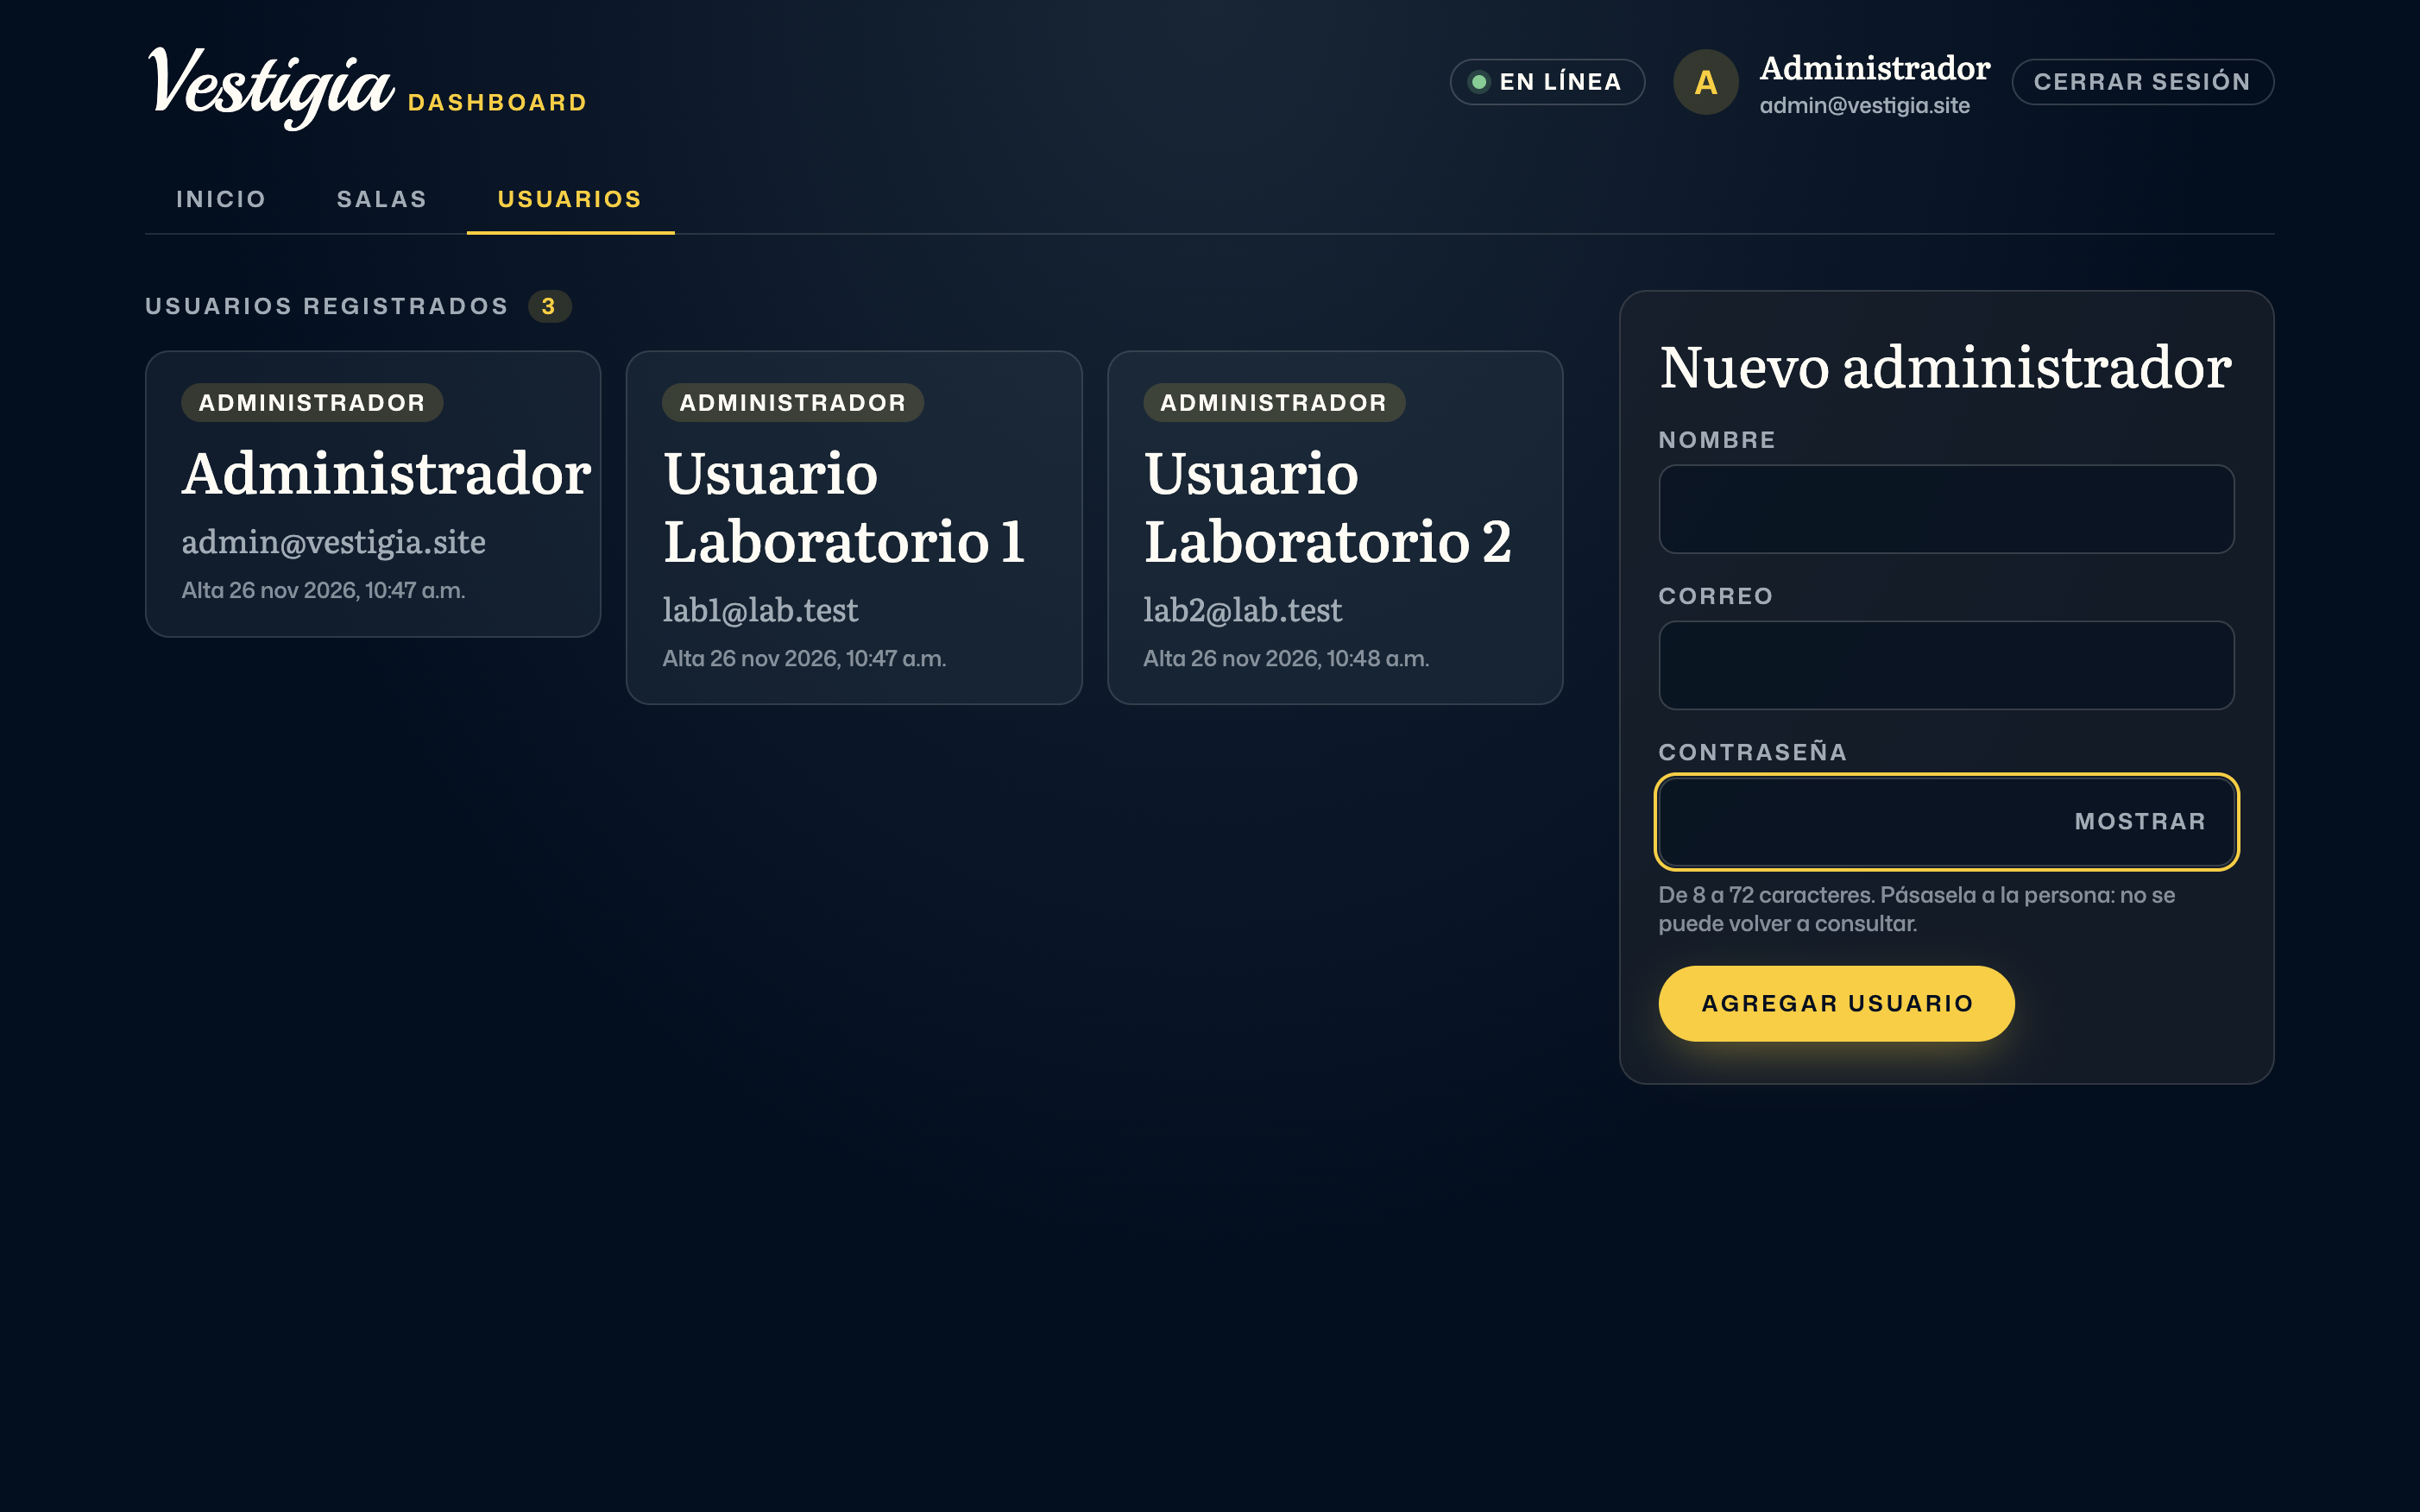 Vestigia DASHBOARD
EN LÍNEA
A
Administrador
admin@vestigia.site
CERRAR SESIÓN
INICIO
SALAS
USUARIOS
USUARIOS REGISTRADOS 3
ADMINISTRADOR
Administrador
admin@vestigia.site
Alta 26 nov 2026, 10:47 a.m.
ADMINISTRADOR
Usuario
Laboratorio 1
lab1@lab.test
Alta 26 nov 2026, 10:47 a.m.
ADMINISTRADOR
Usuario
Laboratorio 2
lab2@lab.test
Alta 26 nov 2026, 10:48 a.m.
Nuevo administrador
NOMBRE
CORREO
CONTRASEÑA
MOSTRAR
De 8 a 72 caracteres. Pásasela a la persona: no se
puede volver a consultar.
AGREGAR USUARIO